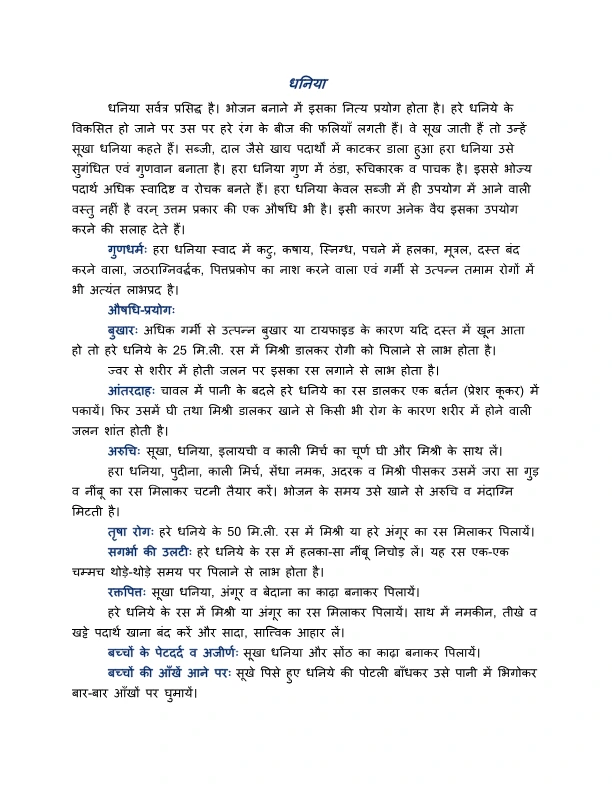 धनिया
धनिया सर्वत्र प्रसिद्ध है। भोजन बनाने में इसका नित्य प्रयोग होता है। हरे धनिये के
विकसित हो जाने पर उस पर हरे रंग के बीज की फलियाँ लगती हैं। वे सूख जाती हैं तो उन्हें
सूखा धनिया कहते हैं। सब्जी, दाल जैसे खाद्य पदार्थों में काटकर डाला हुआ हरा धनिया उसे
सुगंधित एवं गुणवान बनाता है। हरा धनिया गुण में ठंडा, रूचिकारक व पाचक है। इससे भोज्य
पदार्थ अधिक स्वादिष्ट व रोचक बनते हैं। हरा धनिया केवल सब्जी में ही उपयोग में आने वाली
वस्तु नहीं है वरन् उत्तम प्रकार की एक औषधि भी है। इसी कारण अनेक वैद्य इसका उपयोग
करने की सलाह देते हैं।
गुणधर्मः हरा धनिया स्वाद में कटु, कषाय, स्निग्ध, पचने में हलका, मूत्रल, दस्त बंद
करने वाला, जठराग्निवर्द्धक, पित्तप्रकोप का नाश करने वाला एवं गर्मी से उत्पन्न तमाम रोगों में
भी अत्यंत लाभप्रद है।
औषधि-प्रयोगः
बुखारः अधिक गर्मी से उत्पन्न बुखार या टायफाइड के कारण यदि दस्त में खून आता
हो तो हरे धनिये के 25 मि.ली. रस में मिश्री डालकर रोगी को पिलाने से लाभ होता है।
ज्वर से शरीर में होती जलन पर इसका रस लगाने से लाभ होता है।
आंतरदाहः चावल में पानी के बदले हरे धनिये का रस डालकर एक बर्तन (प्रेशर कूकर) में
पकायें। फिर उसमें घी तथा मिश्री डालकर खाने से किसी भी रोग के कारण शरीर में होने वाली
जलन शांत होती है।
अरुचिः सूखा, धनिया, इलायची व काली मिर्च का चूर्ण घी और मिश्री के साथ लें।
हरा धनिया, पुदीना, काली मिर्च, सेंधा नमक, अदरक व मिश्री पीसकर उसमें जरा सा गुड़
व नींबू का रस मिलाकर चटनी तैयार करें। भोजन के समय उसे खाने से अरुचि व मंदाग्नि
मिटती है।
तृषा रोगः हरे धनिये के 50 मि.ली. रस में मिश्री या हरे अंगूर का रस मिलाकर पिलायें।
सगर्भा की उलटीः हरे धनिये के रस में हलका-सा नींबू निचोड़ लें। यह रस एक-एक
चम्मच थोड़े-थोड़े समय पर पिलाने से लाभ होता है।
रक्तपित्तः सूखा धनिया, अंगूर व बेदाना का काढ़ा बनाकर पिलायें।
हरे धनिये के रस में मिश्री या अंगूर का रस मिलाकर पिलायें। साथ में नमकीन, तीखे व
खट्टे पदार्थ खाना बंद करें और सादा, सात्त्विक आहार लें।
बच्चों के पेटदर्द व अजीर्णः सूखा धनिया और सोंठ का काढ़ा बनाकर पिलायें।
बच्चों की आँखें आने परः सूखे पिसे हुए धनिये की पोटली बाँधकर उसे पानी में भिगोकर
बार-बार आँखों पर घुमायें।